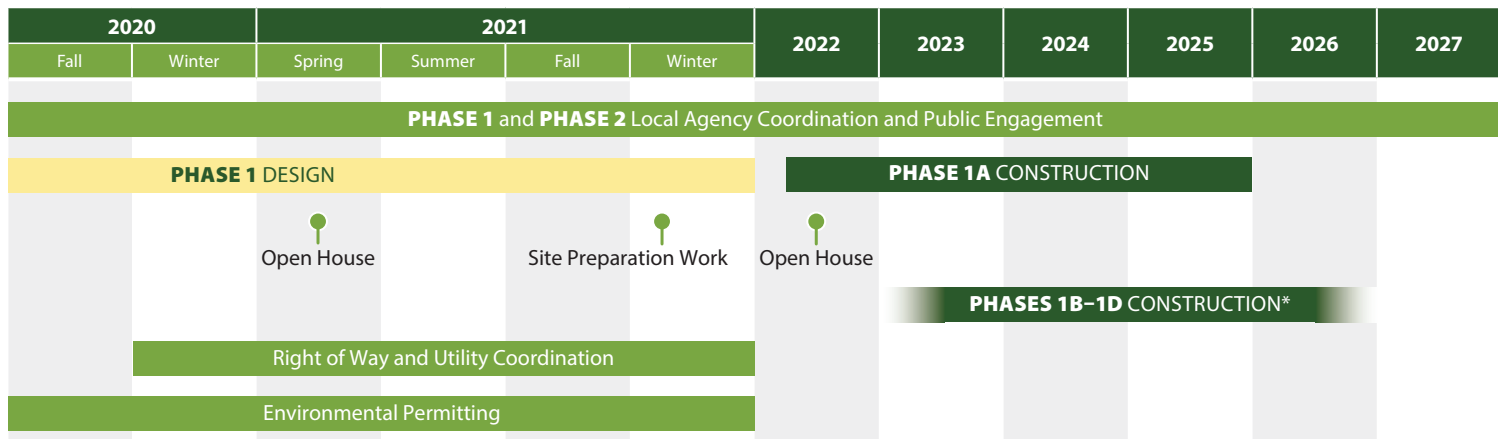 2020 2021 2022 2023 2024 2025 2026 2027
Fall Winter Spring Summer Fall Winter
PHASE 1 and PHASE 2 Local Agency Coordination and Public Engagement
PHASE 1 DESIGN
PHASE 1A CONSTRUCTION
Open House
Site Preparation Work
Open House
PHASES 1B–1D CONSTRUCTION*
Right of Way and Utility Coordination
Environmental Permitting